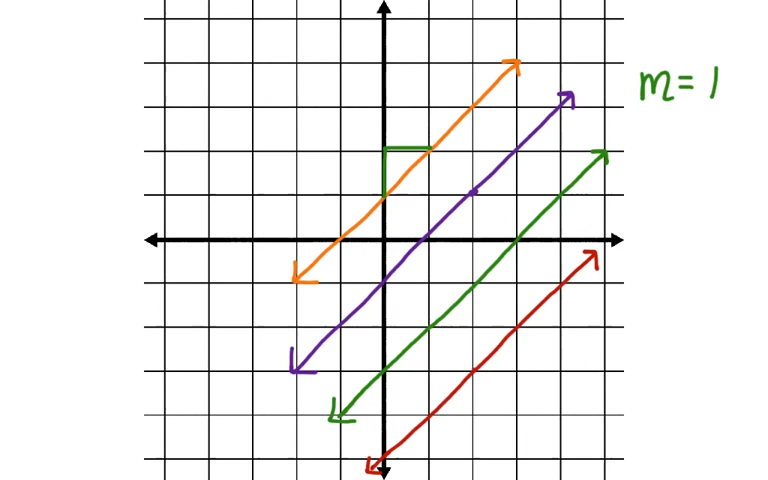 m = 1